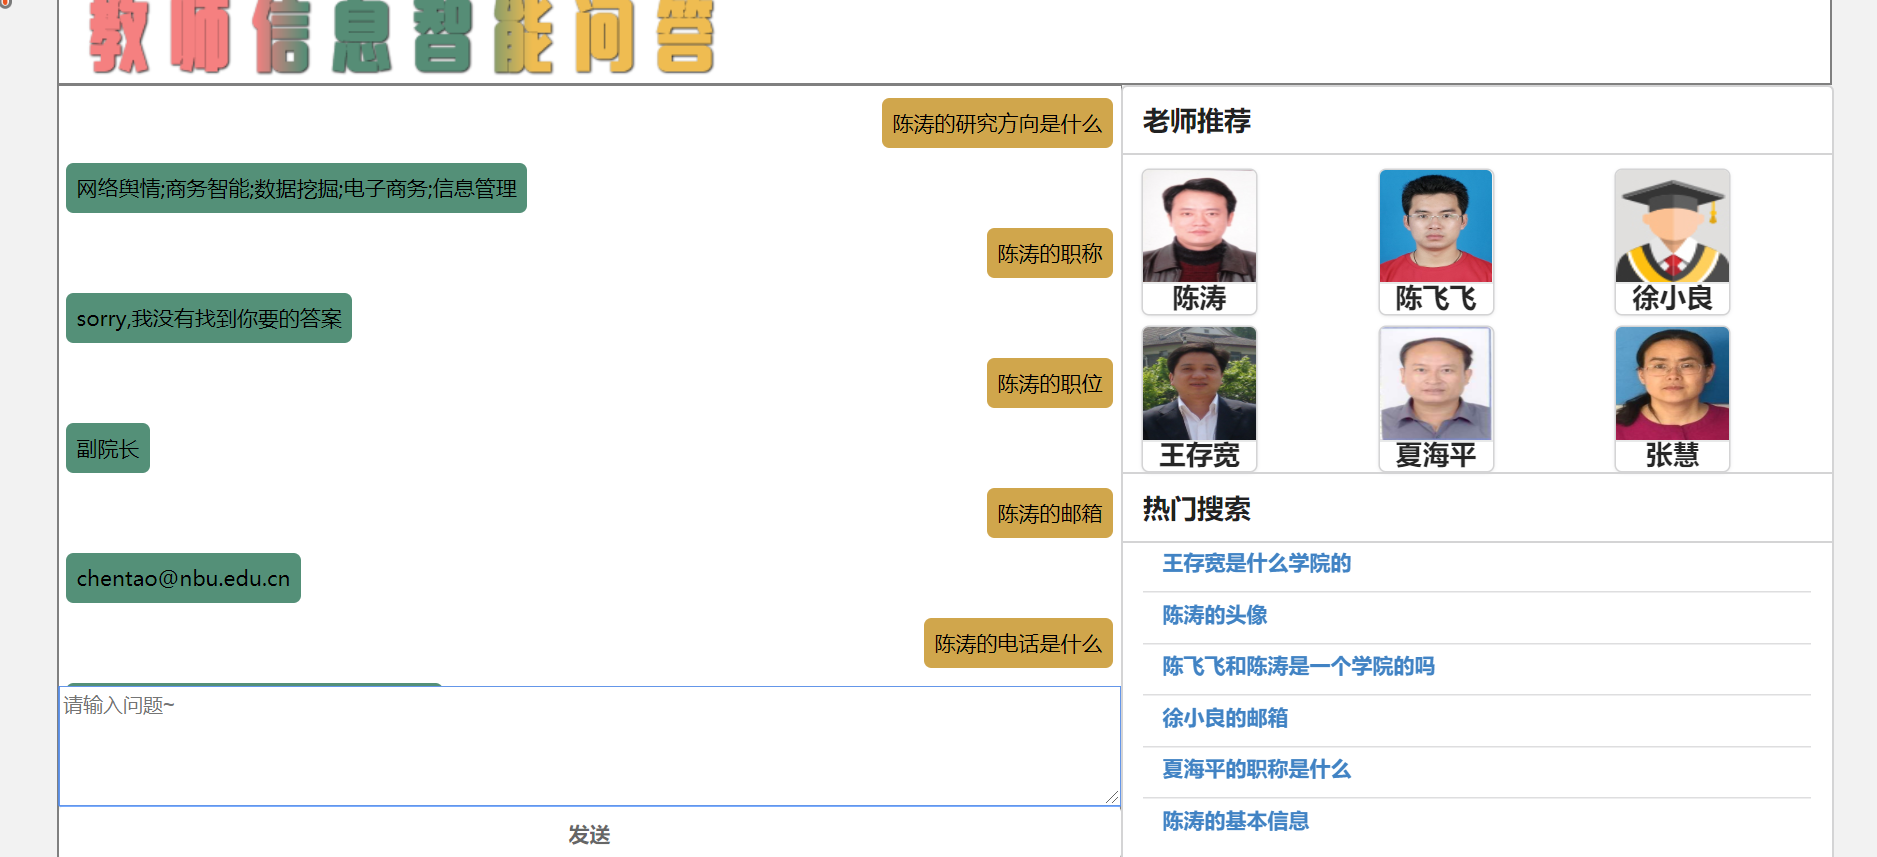 教师信息智能问答
陈涛的研究方向是什么
网络舆情;商务智能;数据挖掘;电子商务;信息管理
陈涛的职称
sorry,我没有找到你要的答案
陈涛的职位
副院长
陈涛的邮箱
chentao@nbu.edu.cn
陈涛的电话是什么
请输入问题~
发送
老师推荐
陈涛
陈飞飞
徐小良
王存宽
夏海平
张慧
热门搜索
王存宽是什么学院的
陈涛的头像
陈飞飞和陈涛是一个学院的吗
徐小良的邮箱
夏海平的职称是什么
陈涛的基本信息